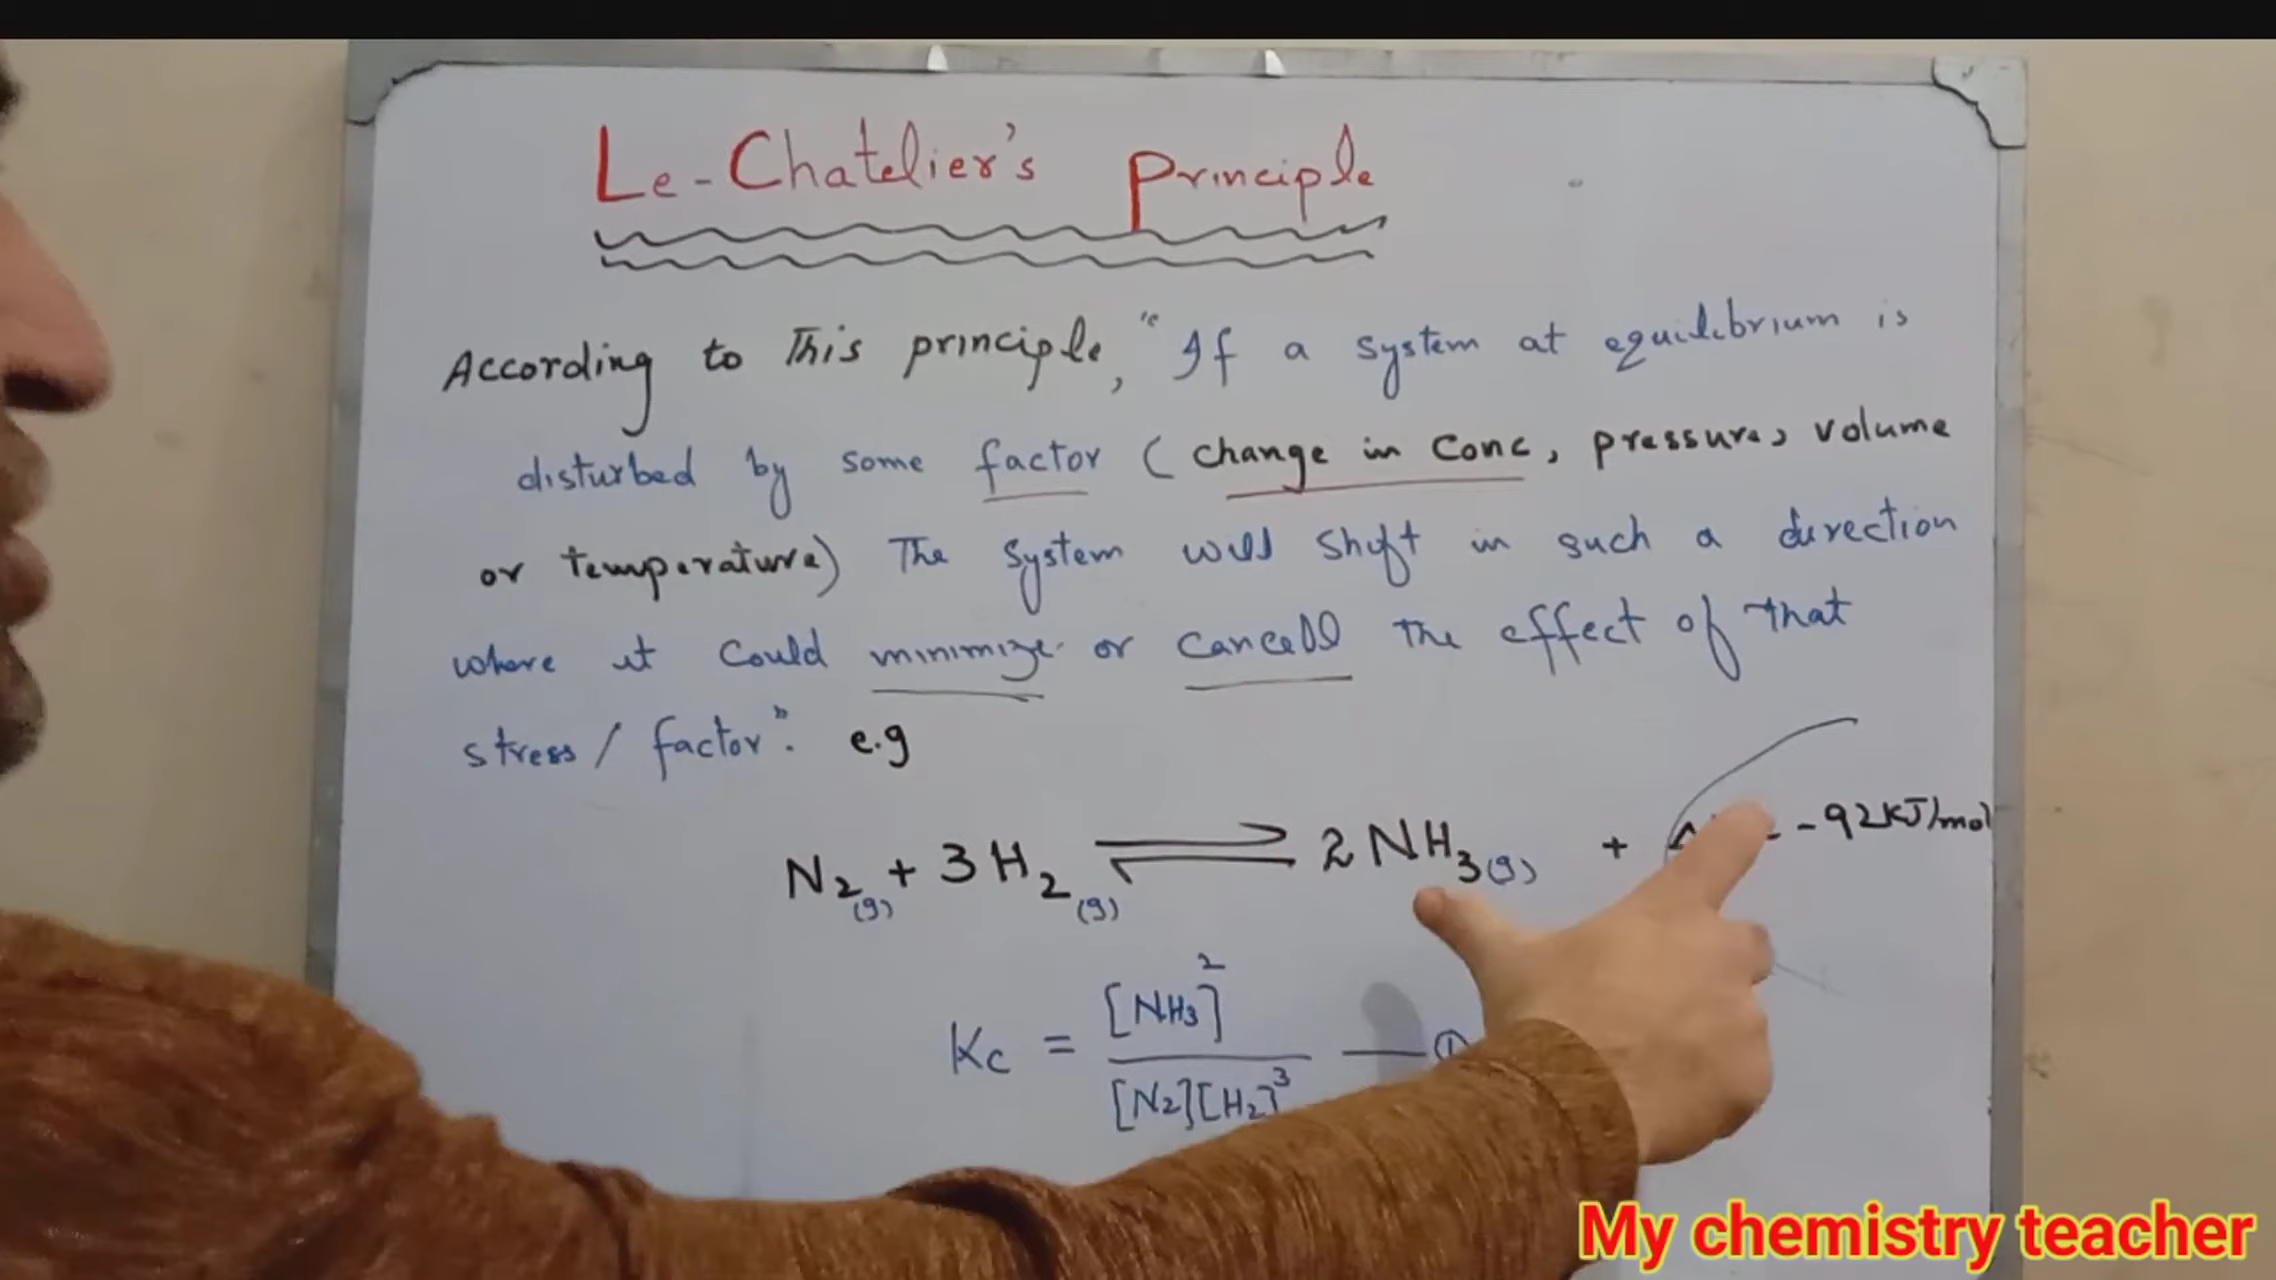 Le-Chatelier's Principle
According to This principle, "If a system at equilibrium is
disturbed by some factor (change in Conc, pressure, volume
or temperature) The system will shift in such a direction
where it could minimize or cancell the effect of that
stress/factor". e.g
N2(g) + 3H2(g) ⇌ 2NH3(g) + -92KJ/mol
Kc = [NH3]^2 / [N2][H2]^3 — ①
My chemistry teacher